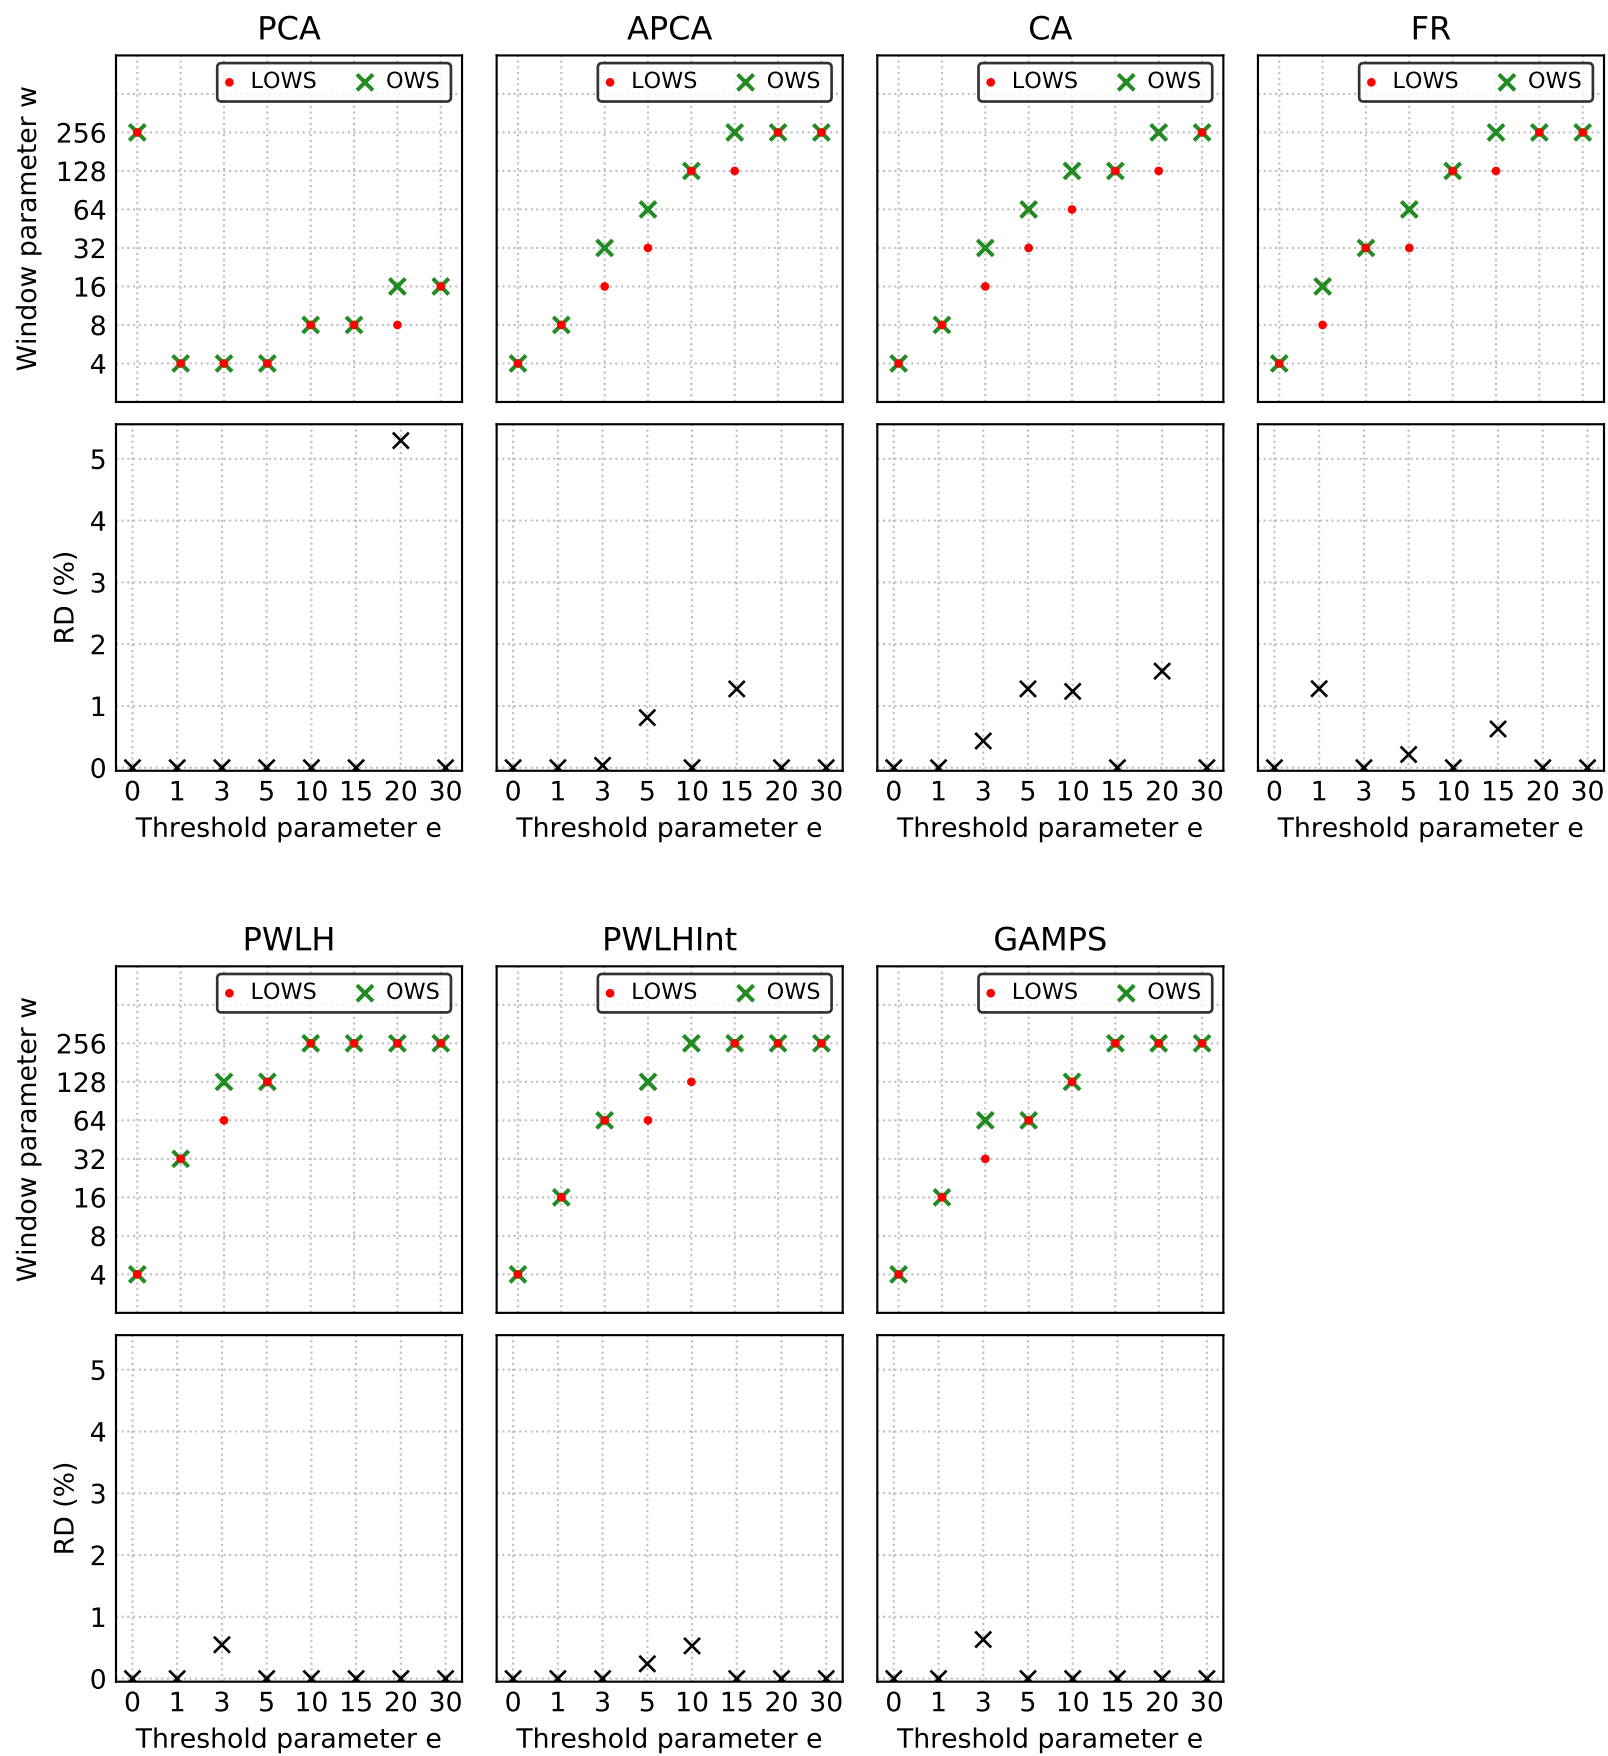 PCA APCA CA FR
LOWS OWS LOWS OWS LOWS OWS LOWS OWS
Window parameter w
256
128
64
32
16
8
4
RD (%)
5
4
3
2
1
0
0 1 3 5 10 15 20 30 0 1 3 5 10 15 20 30 0 1 3 5 10 15 20 30 0 1 3 5 10 15 20 30
Threshold parameter e Threshold parameter e Threshold parameter e Threshold parameter e
PWLH PWLHInt GAMPS
LOWS OWS LOWS OWS LOWS OWS
Window parameter w
256
128
64
32
16
8
4
RD (%)
5
4
3
2
1
0
0 1 3 5 10 15 20 30 0 1 3 5 10 15 20 30 0 1 3 5 10 15 20 30
Threshold parameter e Threshold parameter e Threshold parameter e